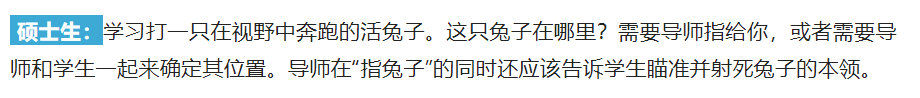 硕士生：学习打一只在视野中奔跑的活兔子。这只兔子在哪里？需要导师指给你，或者需要导
师和学生一起来确定其位置。导师在“指兔子”的同时还应该告诉学生瞄准并射死兔子的本领。